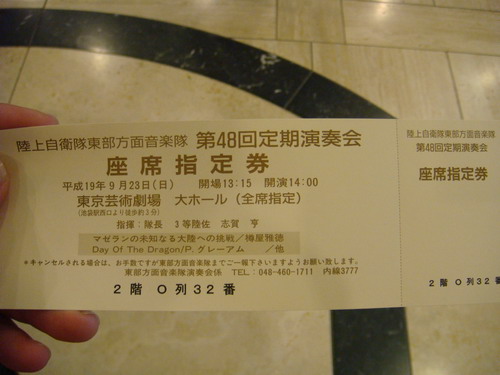 陸上自衛隊東部方面音楽隊 第48回定期演奏会
座席指定券
平成19年9月23日(日) 開場13:15 開演14:00
東京芸術劇場 大ホール(全席指定)
(池袋駅西口より徒歩約3分)
指揮:隊長 3等陸佐 志賀 亨
マゼランの未知なる大陸への挑戦/樽屋雅徳
Day Of The Dragon/P. グレーアム /他
*キャンセルされる場合は、お手数ですが東部方面音楽隊までご一報下さいますようお願い致します。
東部方面音楽隊演奏会係 TEL:048-460-1711 内線3777
2階 O列32番
陸上自衛隊東部方面音楽
第48回定期演奏会
座席指定券
2階 O列32番